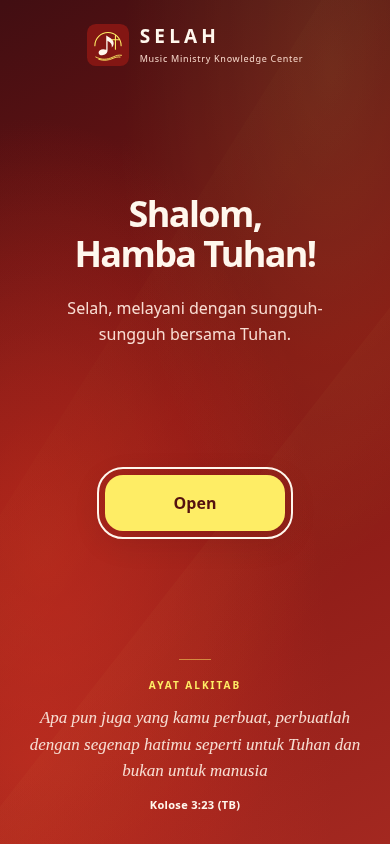 SELAH
Music Ministry Knowledge Center
Shalom,
Hamba Tuhan!
Selah, melayani dengan sungguh-
sungguh bersama Tuhan.
Open
AYAT ALKITAB
Apa pun juga yang kamu perbuat, perbuatlah
dengan segenap hatimu seperti untuk Tuhan dan
bukan untuk manusia
Kolose 3:23 (TB)